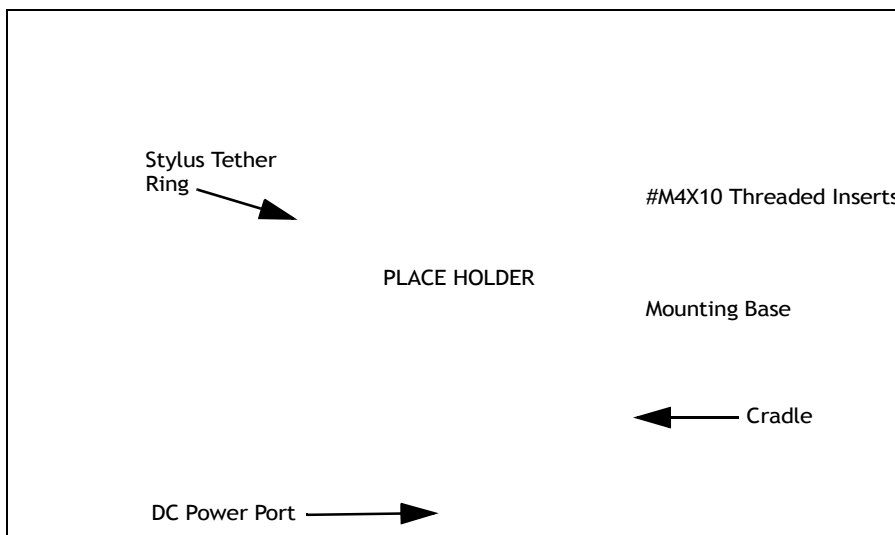 Stylus Tether
Ring
#M4X10 Threaded Inserts
PLACE HOLDER
Mounting Base
Cradle
DC Power Port